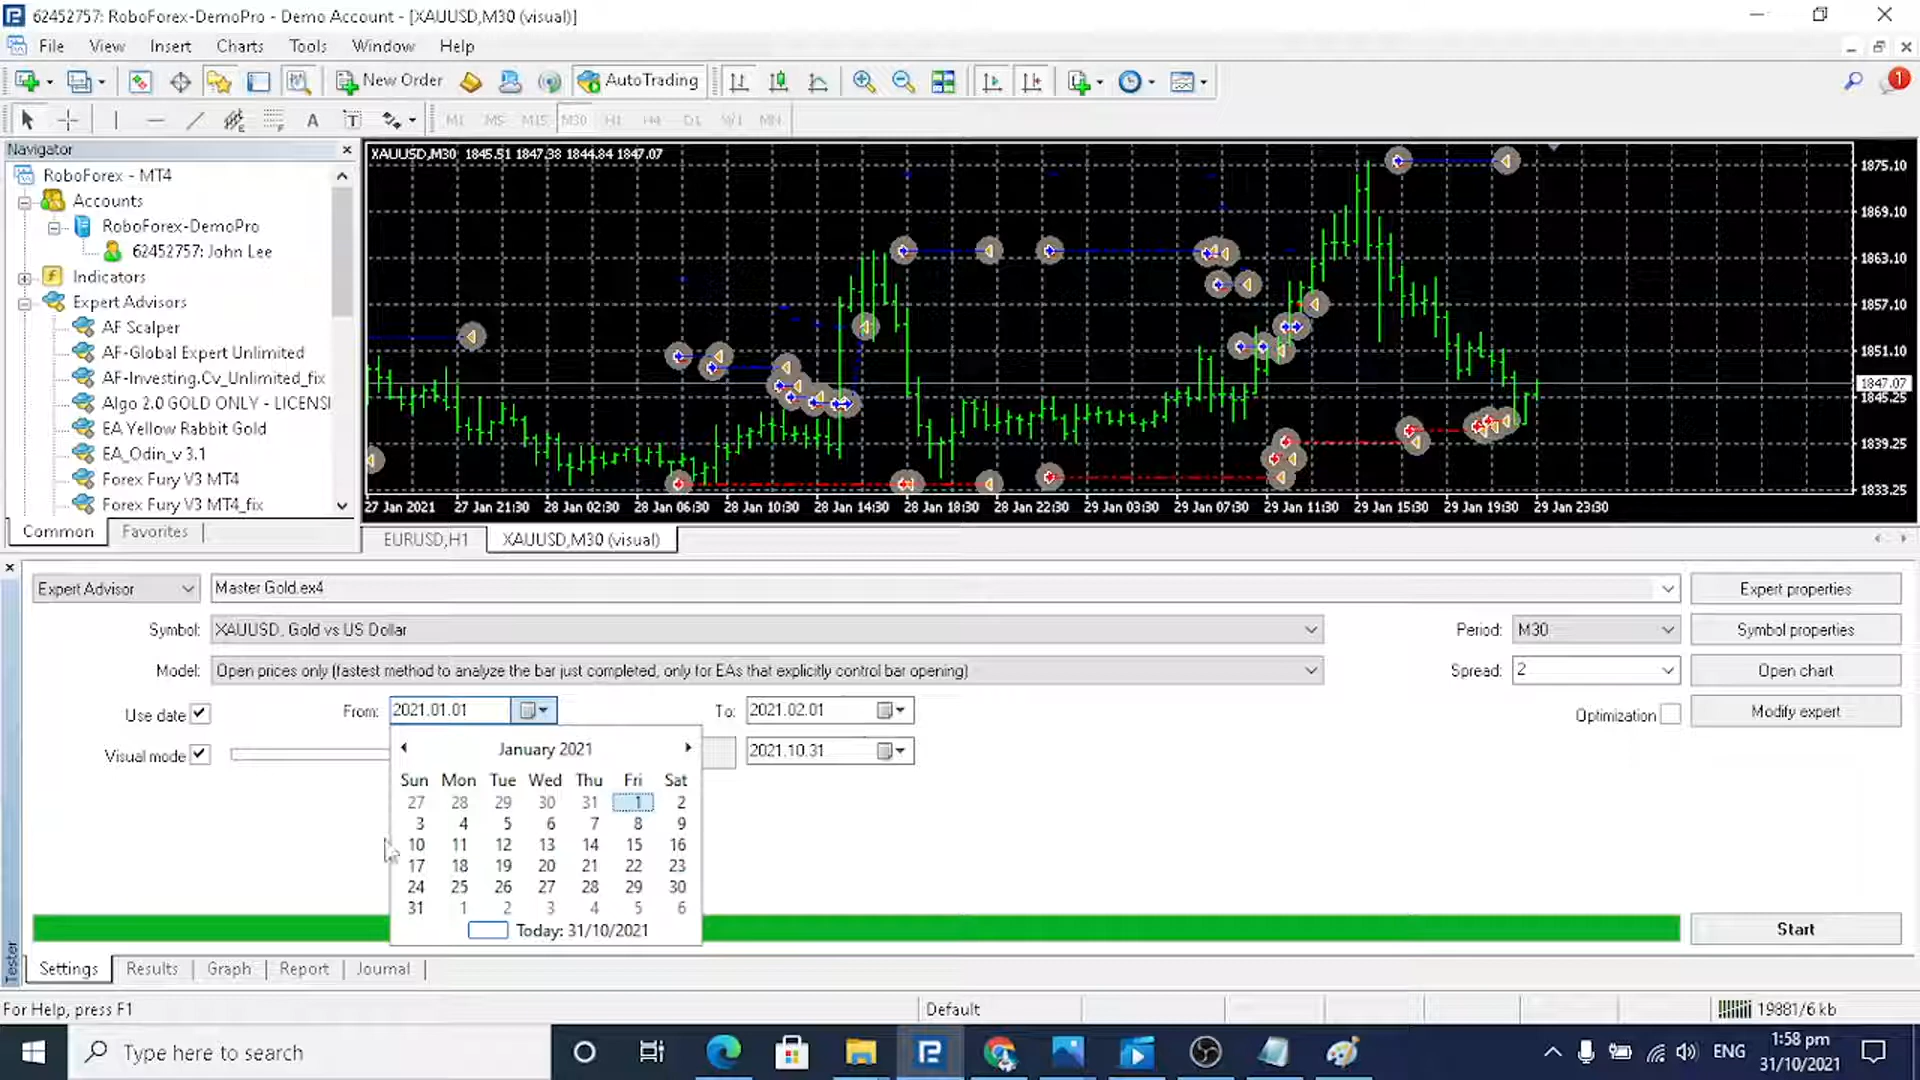 62452757: RoboForex-DemoPro - Demo Account - [XAUUSD,M30 (visual)]
File View Insert Charts Tools Window Help
New Order AutoTrading 1
A T M1 M5 M15 M30 H1 H4 D1 W1 MN
Navigator
RoboForex - MT4
Accounts
RoboForex-DemoPro
62452757: John Lee
Indicators
Expert Advisors
AF Scalper
AF-Global Expert Unlimited
AF-Investing.Cv_Unlimited_fix
Algo 2.0 GOLD ONLY - LICENSI
EA Yellow Rabbit Gold
EA_Odin_v 3.1
Forex Fury V3 MT4
Forex Fury V3 MT4_fix
Common Favorites
XAUUSD,M30 1845.51 1847.38 1844.84 1847.07
1875.10
1869.10
1863.10
1857.10
1851.10
1847.07
1845.25
1839.25
1833.25
27 Jan 2021 27 Jan 21:30 28 Jan 02:30 28 Jan 06:30 28 Jan 10:30 28 Jan 14:30 28 Jan 18:30 28 Jan 22:30 29 Jan 03:30 29 Jan 07:30 29 Jan 11:30 29 Jan 15:30 29 Jan 19:30 29 Jan 23:30
EURUSD,H1 XAUUSD,M30 (visual)
Expert Advisor Master Gold.ex4 Expert properties
Symbol: XAUUSD, Gold vs US Dollar Period: M30 Symbol properties
Model: Open prices only (fastest method to analyze the bar just completed, only for EAs that explicitly control bar opening) Spread: 2 Open chart
Use date From: 2021.01.01 To: 2021.02.01 Optimization Modify expert
Visual mode 2021.10.31
January 2021
Sun Mon Tue Wed Thu Fri Sat
27 28 29 30 31 1 2
3 4 5 6 7 8 9
10 11 12 13 14 15 16
17 18 19 20 21 22 23
24 25 26 27 28 29 30
31 1 2 3 4 5 6
Today: 31/10/2021
Start
Tester
Settings Results Graph Report Journal
For Help, press F1 Default 19881/6 kb
Type here to search ENG 1:58 pm
31/10/2021